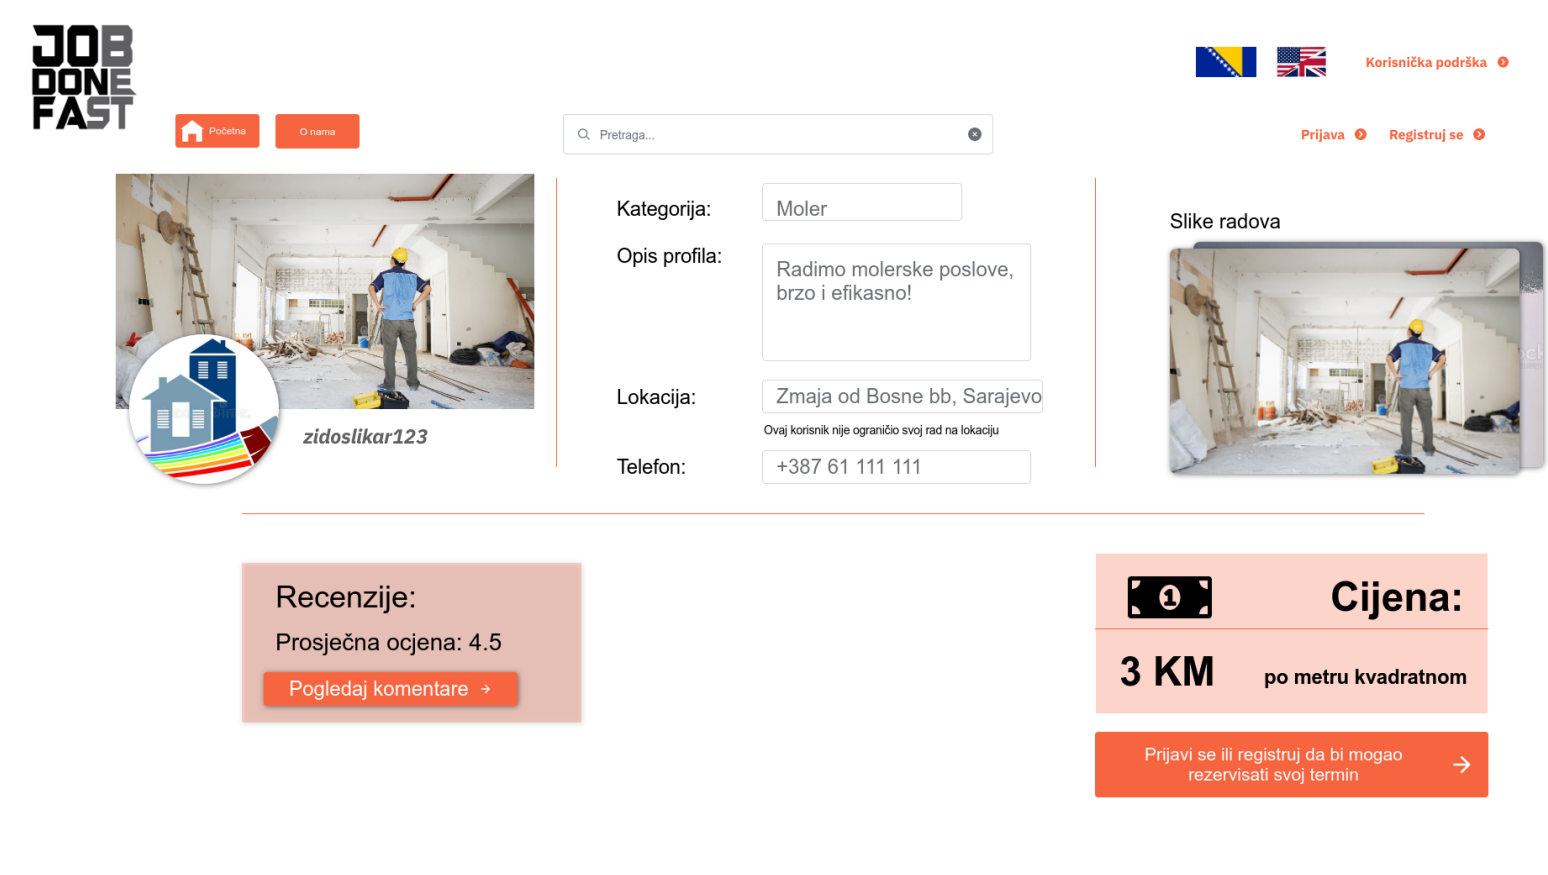 JOB
DONE
FAST
Korisnička podrška
Početna
O nama
Pretraga...
Prijava
Registruj se
zidoslikar123
Kategorija:
Moler
Opis profila:
Radimo molerske poslove,
brzo i efikasno!
Lokacija:
Zmaja od Bosne bb, Sarajevo
Ovaj korisnik nije ograničio svoj rad na lokaciju
Telefon:
+387 61 111 111
Slike radova
Recenzije:
Prosječna ocjena: 4.5
Pogledaj komentare
1
Cijena:
3 KM
po metru kvadratnom
Prijavi se ili registruj da bi mogao
rezervisati svoj termin